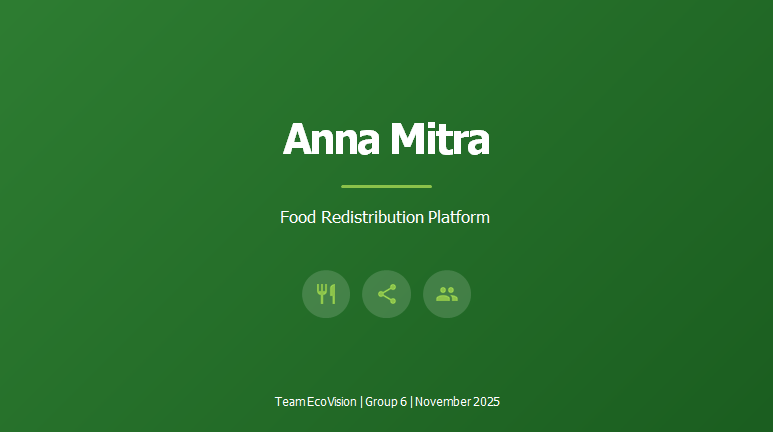 Anna Mitra
Food Redistribution Platform
Team EcoVision | Group 6 | November 2025